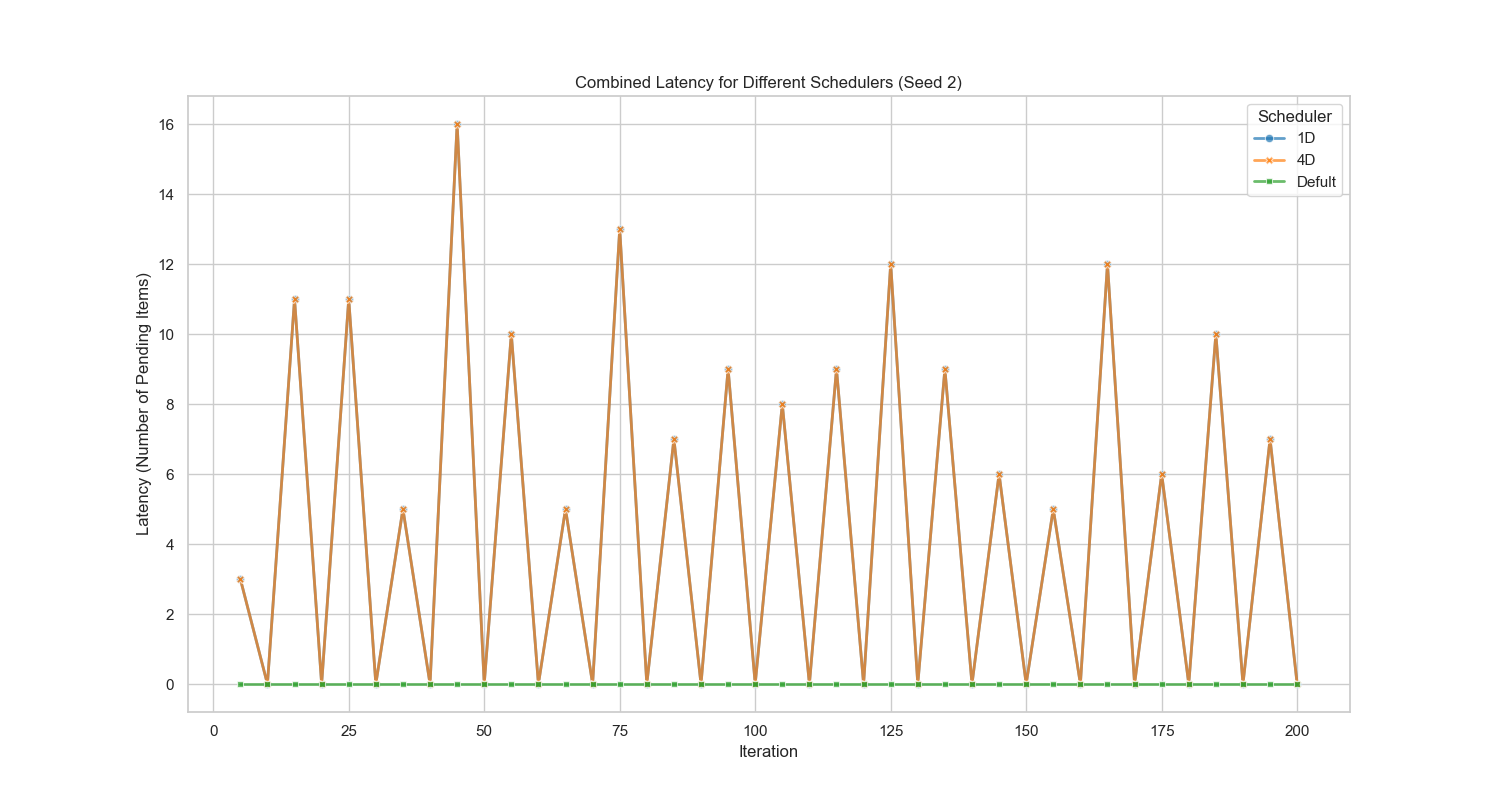 Combined Latency for Different Schedulers (Seed 2)
Scheduler
1D
4D
Defult
Latency (Number of Pending Items)
16
14
12
10
8
6
4
2
0
0 25 50 75 100 125 150 175 200
Iteration